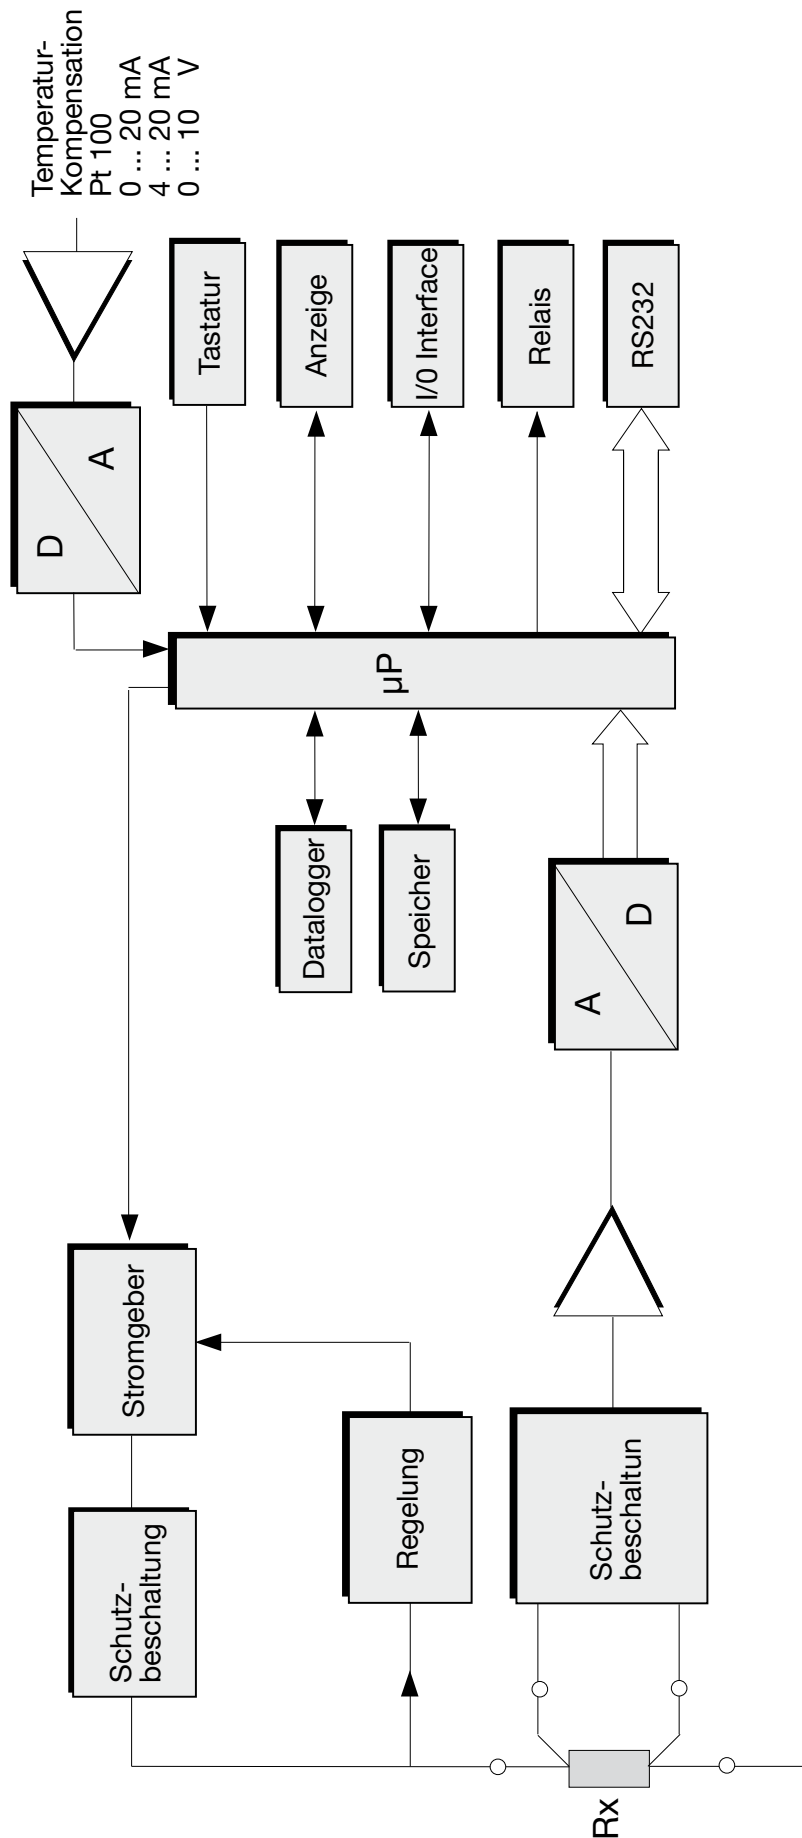 Temperatur-
Kompensation
Pt 100
0 ... 20 mA
4 ... 20 mA
0 ... 10 V
D
A
Tastatur
Anzeige
I/0 Interface
Relais
RS232
µP
Datalogger
Speicher
A
D
Stromgeber
Schutz-
beschaltung
Regelung
Schutz-
beschaltun
Rx